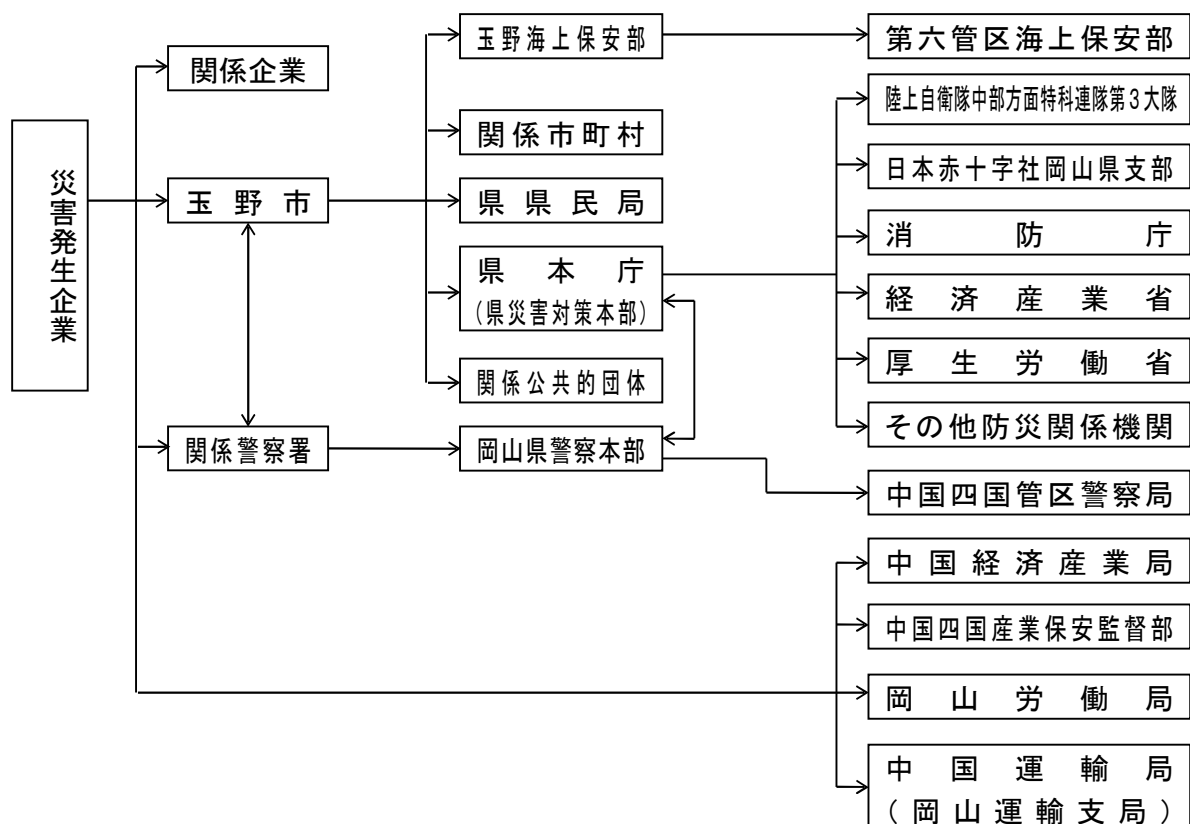 災害発生企業
関係企業
玉野市
関係警察署
玉野海上保安部
関係市町村
県県民局
県本庁
(県災害対策本部)
関係公共的団体
岡山県警察本部
第六管区海上保安部
陸上自衛隊中部方面特科連隊第3大隊
日本赤十字社岡山県支部
消防庁
経済産業省
厚生労働省
その他防災関係機関
中国四国管区警察局
中国経済産業局
中国四国産業保安監督部
岡山労働局
中国運輸局
(岡山運輸支局)